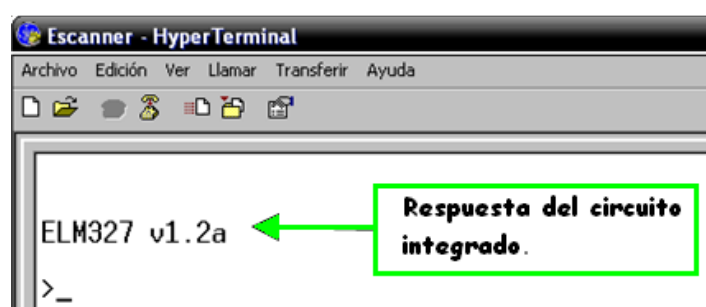 Escanner - HyperTerminal
Archivo Edición Ver Llamar Transferir Ayuda
ELM327 v1.2a
Respuesta del circuito
integrado.
>_